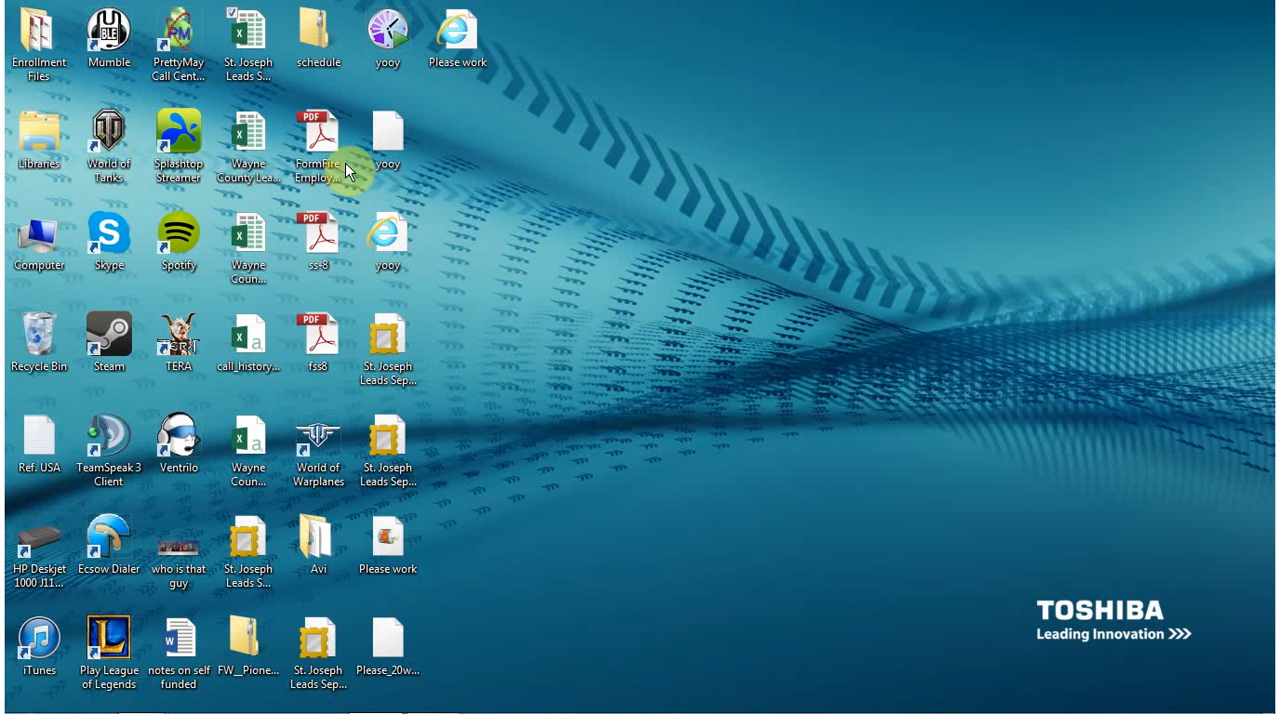 Enrollment
Files
Mumble
PrettyMay
Call Cent...
St. Joseph
Leads S...
schedule
yooy
Please work
Libraries
World of
Tanks
Splashtop
Streamer
Wayne
County Lea...
PDF
FormFire
Employ...
yooy
Computer
Skype
Spotify
Wayne
Coun...
PDF
ss-8
yooy
Recycle Bin
Steam
TERA
call_history...
PDF
fss8
St. Joseph
Leads Sep...
Ref. USA
TeamSpeak 3
Client
Ventrilo
Wayne
Coun...
World of
Warplanes
St. Joseph
Leads Sep...
HP Deskjet
1000 J11...
Ecsow Dialer
who is that
guy
St. Joseph
Leads S...
Avi
Please work
iTunes
Play League
of Legends
notes on self
funded
FW__Pione...
St. Joseph
Leads Sep...
Please_20w...
TOSHIBA
Leading Innovation >>>